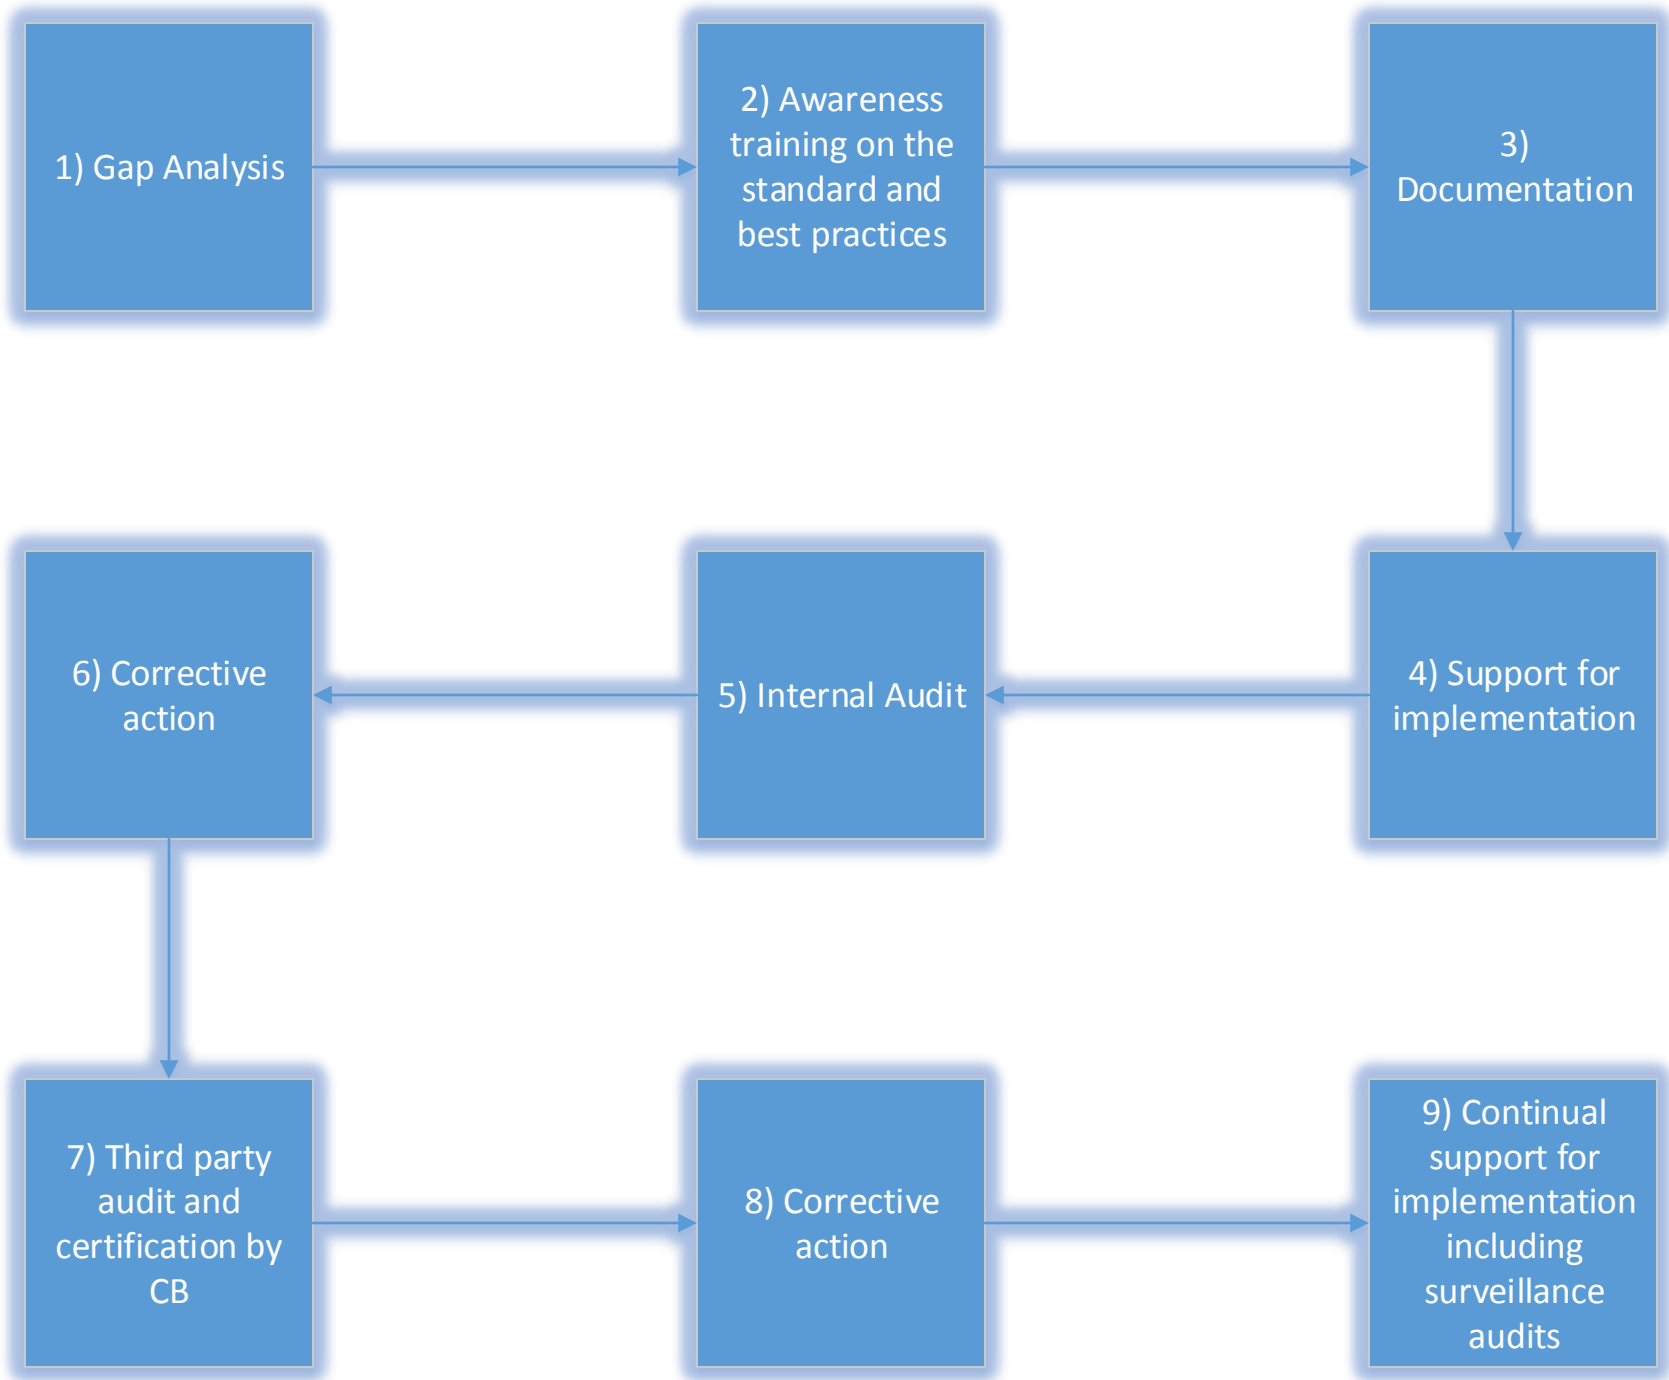 1) Gap Analysis
2) Awareness
training on the
standard and
best practices
3)
Documentation
4) Support for
implementation
5) Internal Audit
6) Corrective
action
7) Third party
audit and
certification by
CB
8) Corrective
action
9) Continual
support for
implementation
including
surveillance
audits